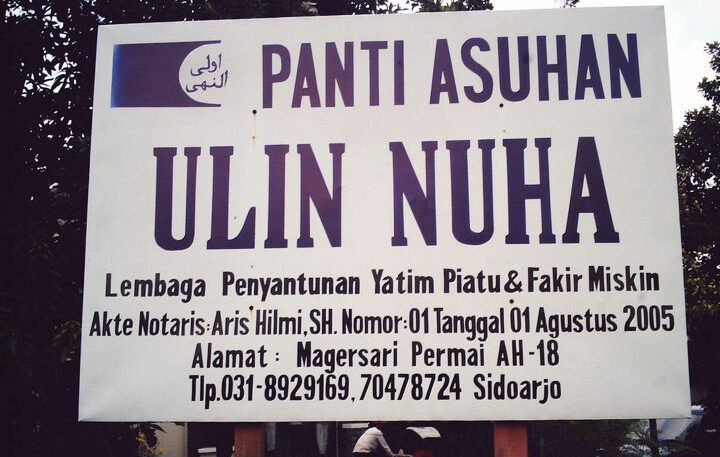 اولى
النهى
PANTI ASUHAN
ULIN NUHA
Lembaga Penyantunan Yatim Piatu & Fakir Miskin
Akte Notaris:Aris Hilmi,SH. Nomor:01 Tanggal 01 Agustus 2005
Alamat : Magersari Permai AH-18
Tlp.031-8929169, 70478724 Sidoarjo